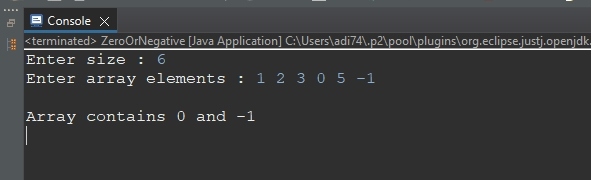 Console
<terminated> ZeroOrNegative [Java Application] C:\Users\adi74\.p2\pool\plugins\org.eclipse.justj.openjdk.
Enter size : 6
Enter array elements : 1 2 3 0 5 -1
Array contains 0 and -1